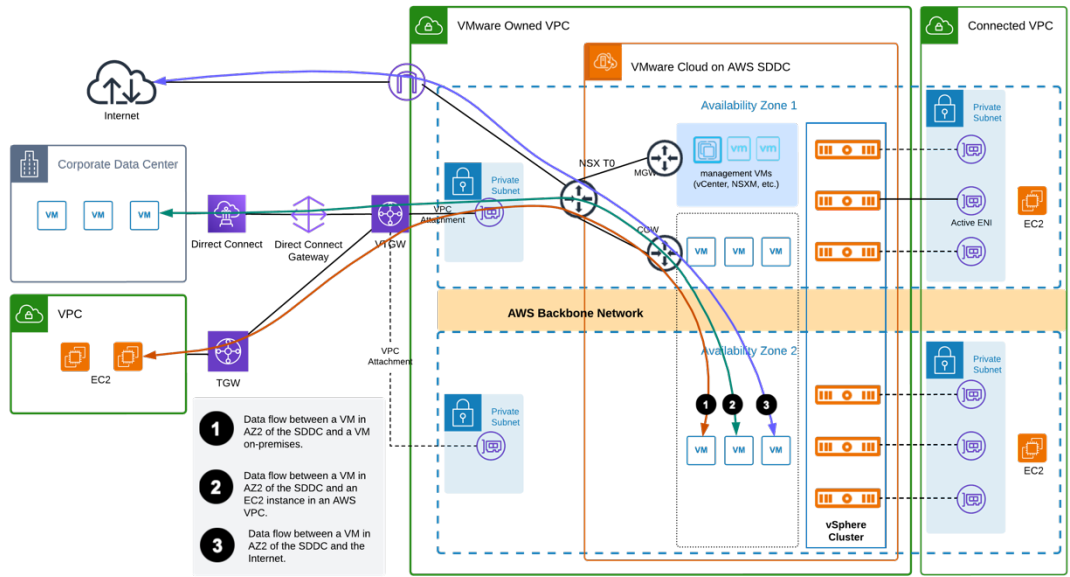 VMware Owned VPC
Connected VPC
VMware Cloud on AWS SDDC
Internet
Availability Zone 1
Private
Subnet
Corporate Data Center
VM
VM
VM
Dirrect Connect
Direct Connect
Gateway
VTGW
VPC
Attachment
Private
Subnet
NSX T0
MGW
vm
vm
management VMs
(vCenter, NSXM, etc.)
CGW
VM
VM
VM
Active ENI
EC2
AWS Backbone Network
VPC
EC2
TGW
VPC
Attachment
Availability Zone 2
Private
Subnet
Private
Subnet
1
2
3
VM
VM
VM
EC2
vSphere
Cluster
1
Data flow between a VM in
AZ2 of the SDDC and a VM
on-premises.
2
Data flow between a VM in
AZ2 of the SDDC and an
EC2 instance in an AWS
VPC.
3
Data flow between a VM in
AZ2 of the SDDC and the
Internet.